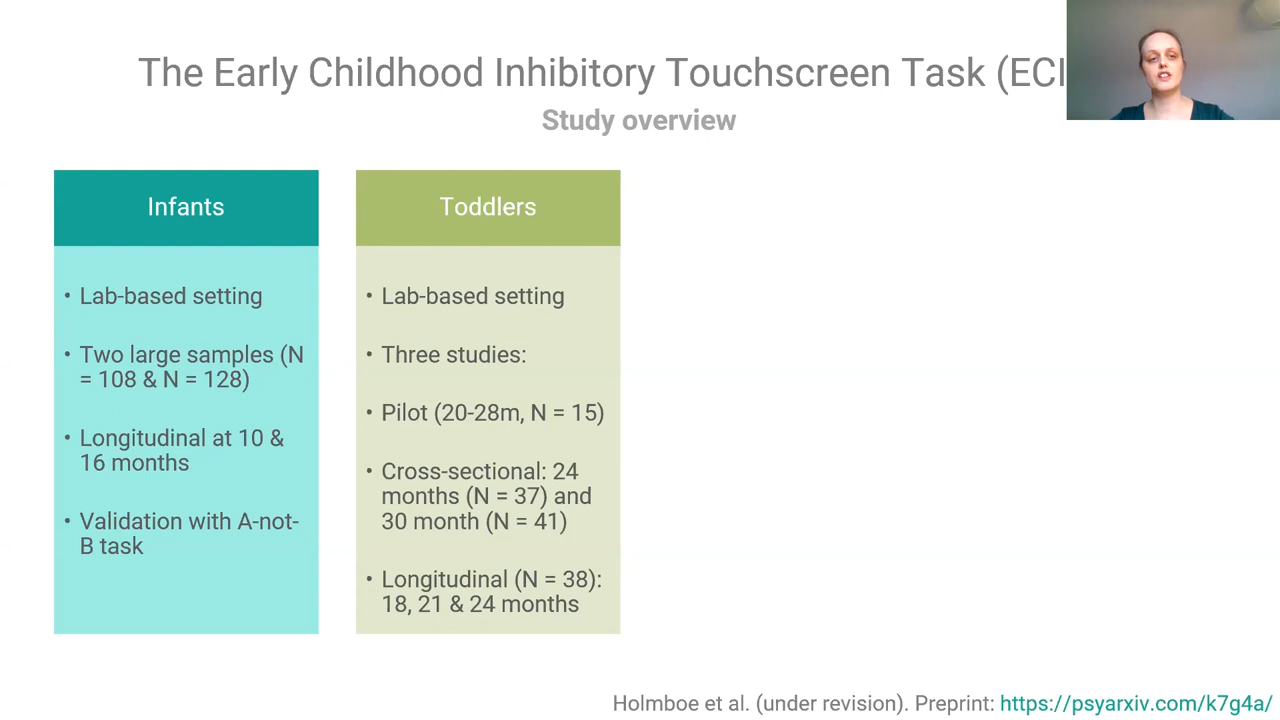 The Early Childhood Inhibitory Touchscreen Task (ECI
Study overview
Infants
• Lab-based setting
• Two large samples (N
= 108 & N = 128)
• Longitudinal at 10 &
16 months
• Validation with A-not-
B task
Toddlers
• Lab-based setting
• Three studies:
• Pilot (20-28m, N = 15)
• Cross-sectional: 24
months (N = 37) and
30 month (N = 41)
• Longitudinal (N = 38):
18, 21 & 24 months
Holmboe et al. (under revision). Preprint: https://psyarxiv.com/k7g4a/